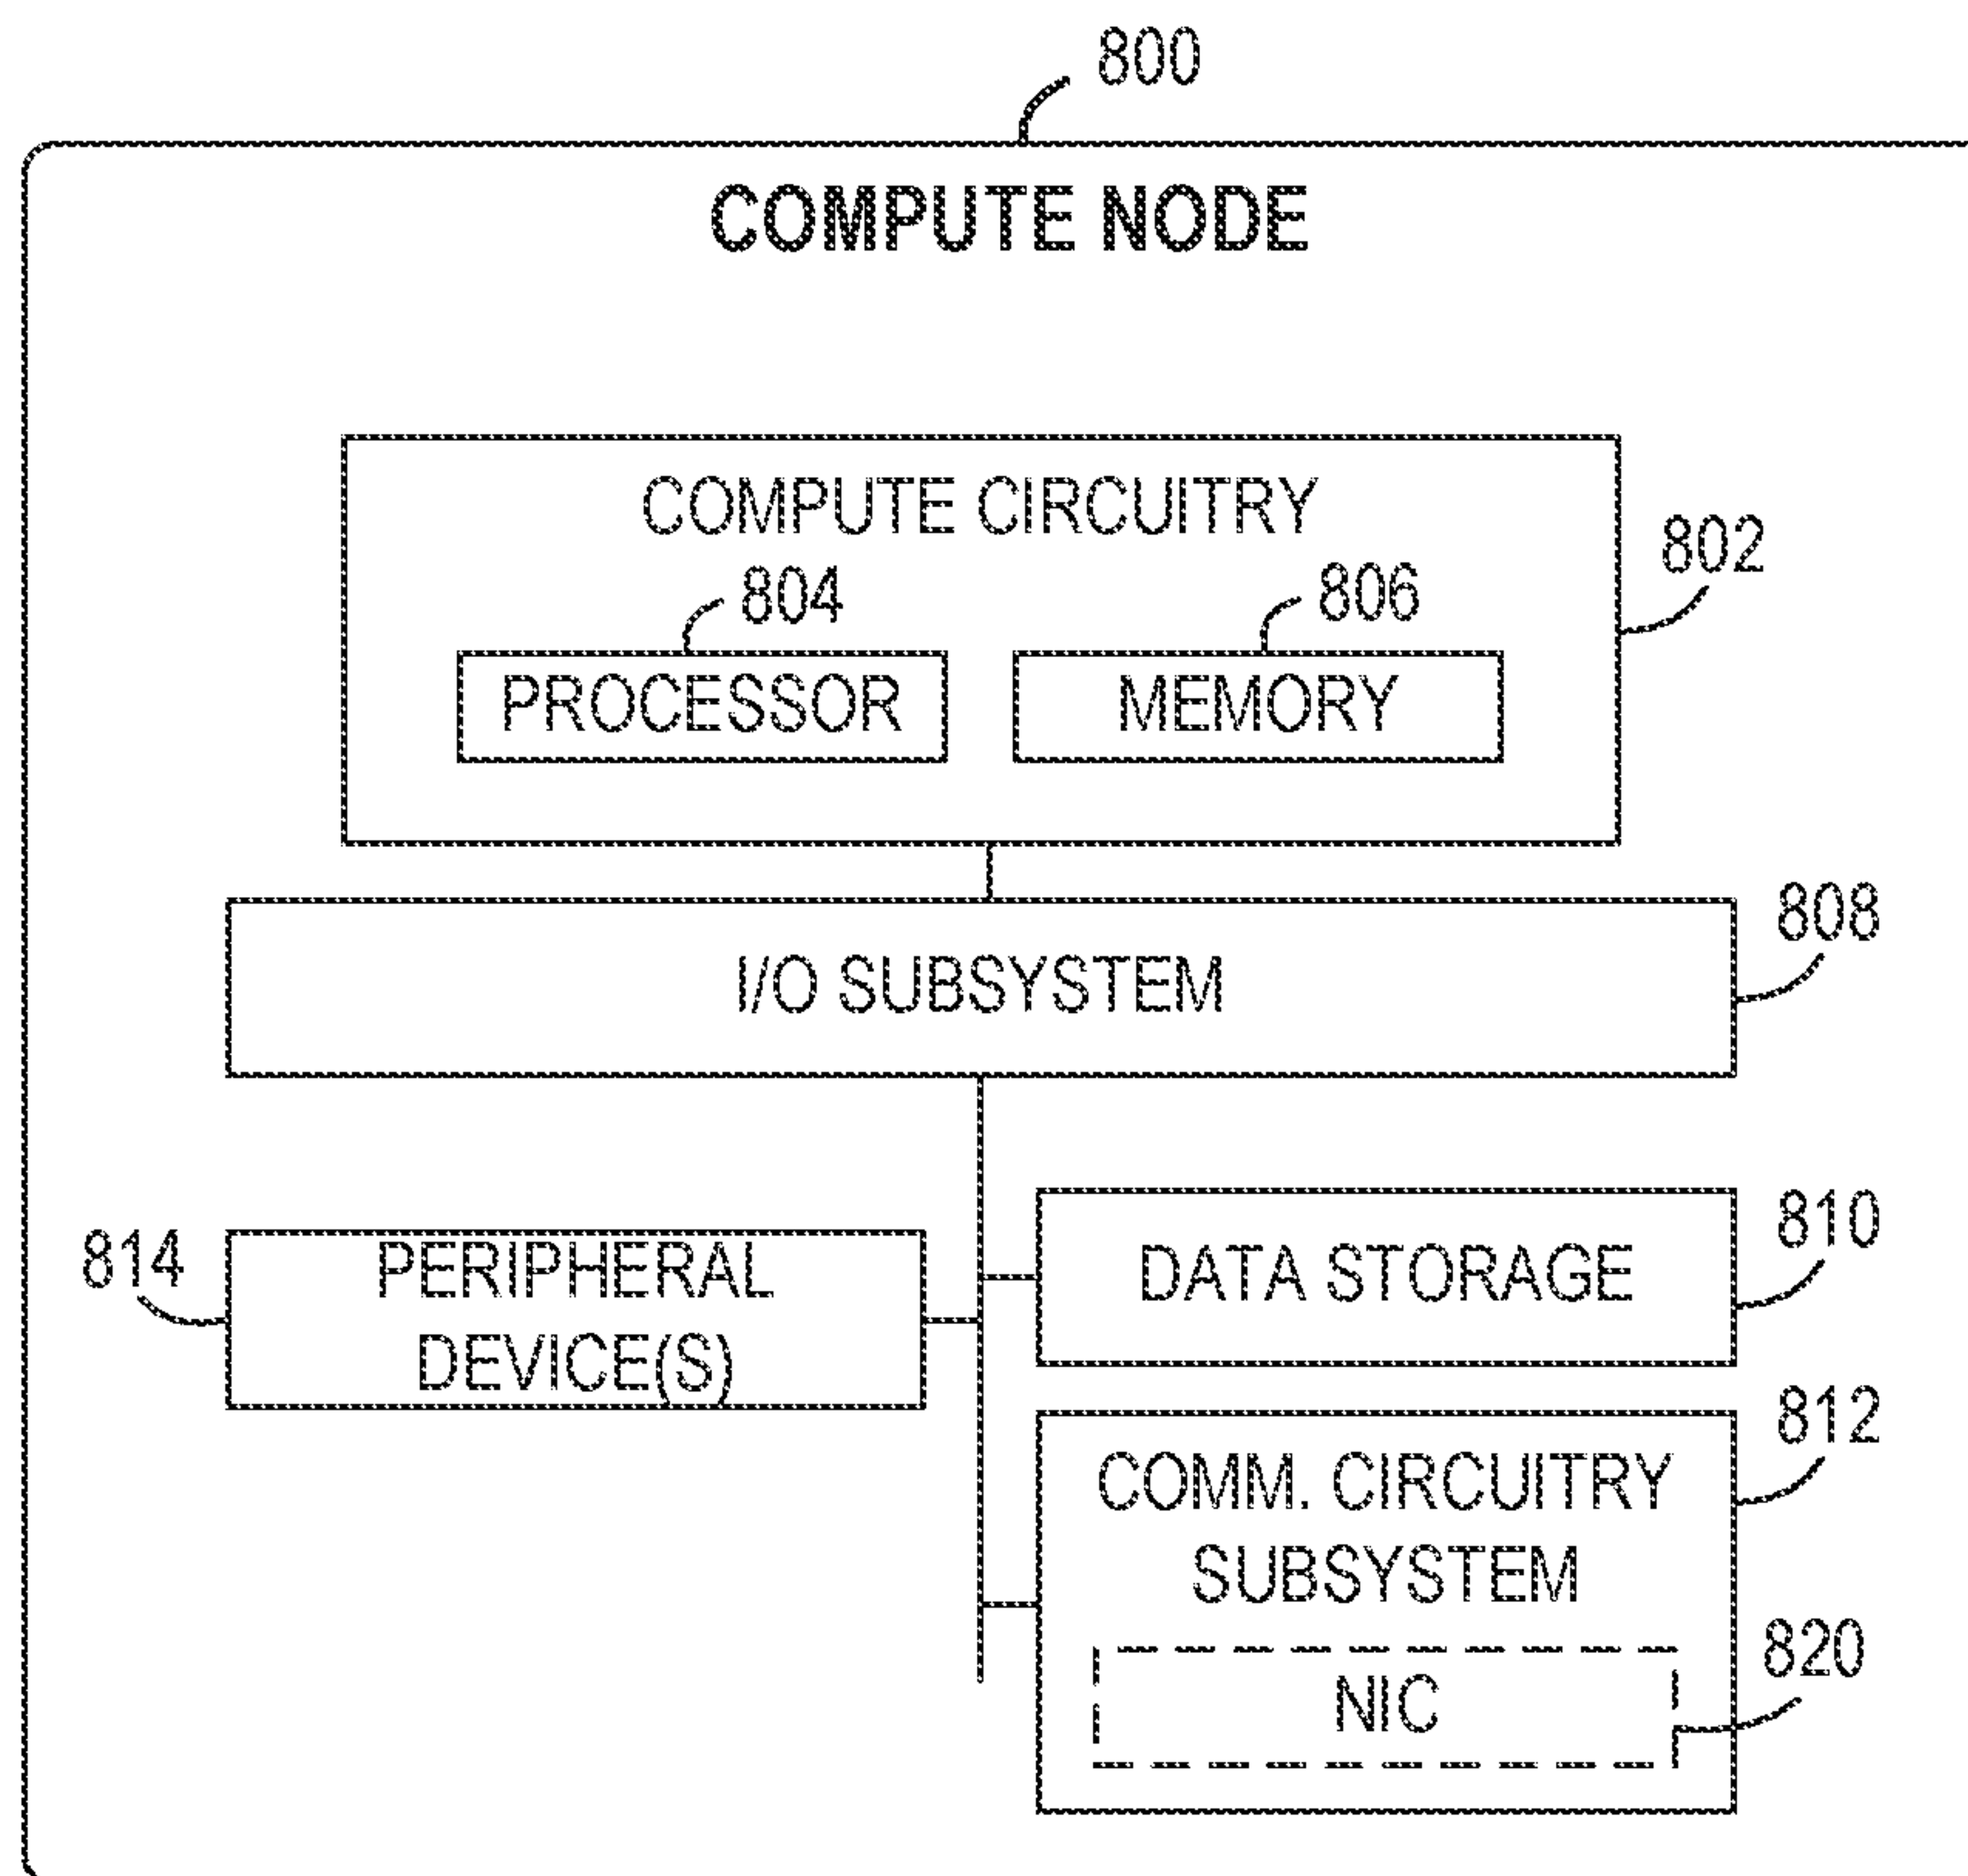 800
COMPUTE NODE
COMPUTE CIRCUITRY
802
804
806
PROCESSOR
MEMORY
808
I/O SUBSYSTEM
814
PERIPHERAL
DEVICE(S)
810
DATA STORAGE
812
COMM. CIRCUITRY
SUBSYSTEM
820
NIC